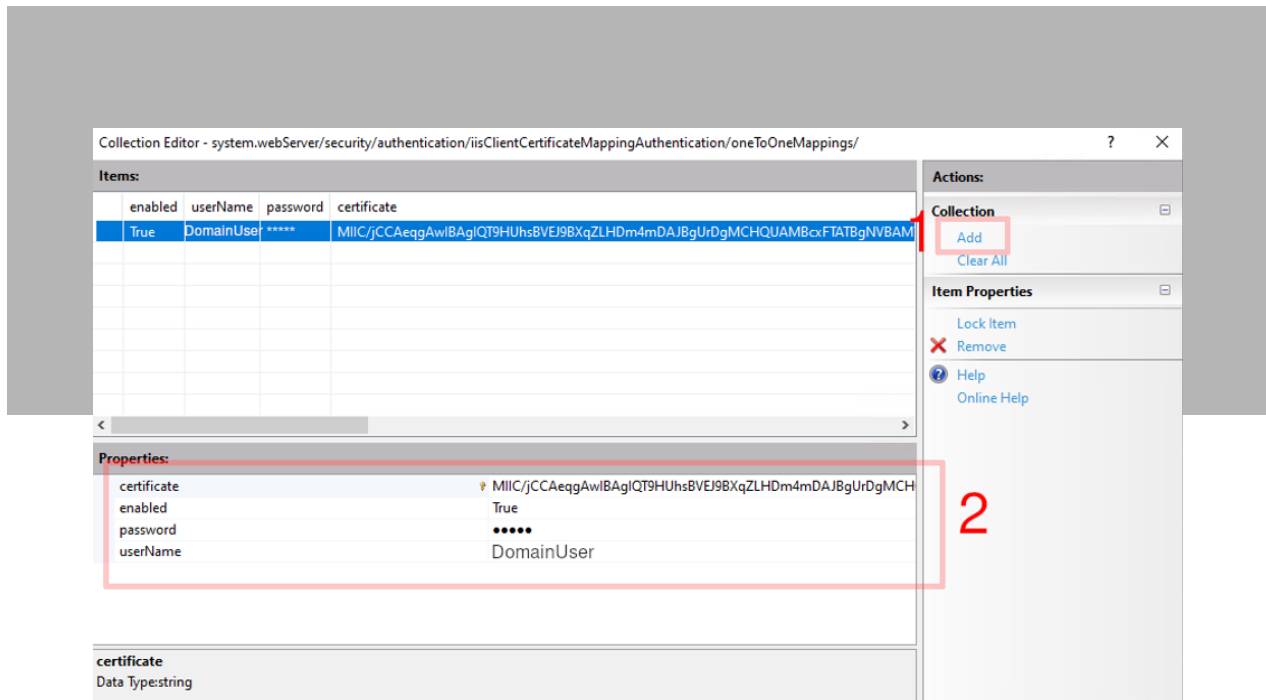 Collection Editor - system.webServer/security/authentication/iisClientCertificateMappingAuthentication/oneToOneMappings/ ?
Items:
enabled userName password certificate
True DomainUser ***** MIIC/jCCAeqgAwIBAgIQT9HUhsBVEJ9BXqZLHDm4mDAJBgUrDgMCHQUAMBcxFTATBgNVBAM
Actions:
Collection
1
Add
Clear All
Item Properties
Lock Item
Remove
Help
Online Help
Properties:
certificate MIIC/jCCAeqgAwIBAgIQT9HUhsBVEJ9BXqZLHDm4mDAJBgUrDgMCH
enabled True
password •••••
userName DomainUser
2
certificate
Data Type:string